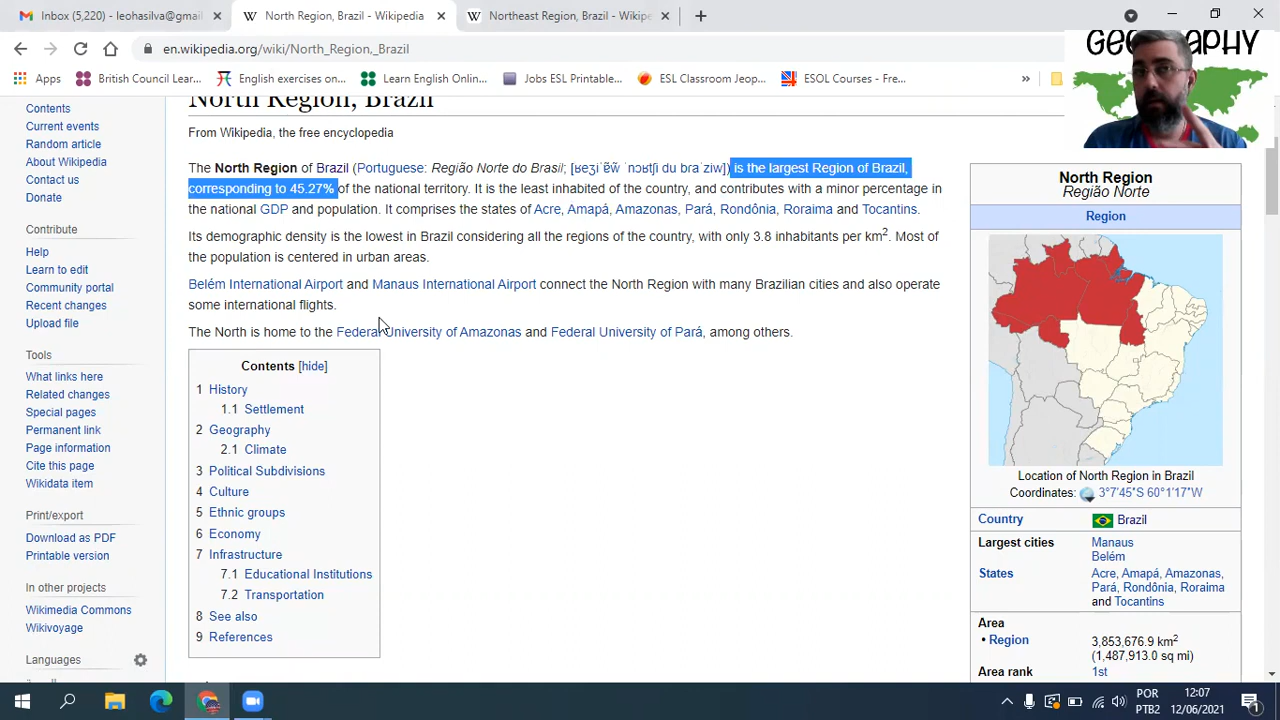 Inbox (5,220) - leohasilva@gmai
North Region, Brazil - Wikipedia
Northeast Region, Brazil - Wikipe
en.wikipedia.org/wiki/North_Region,_Brazil
Apps
British Council Lear...
English exercises on...
Learn English Onlin...
Jobs ESL Printable...
ESL Classroom Jeop...
ESOL Courses - Fre...
»
GEOGRAPHY
Contents
Current events
Random article
About Wikipedia
Contact us
Donate
Contribute
Help
Learn to edit
Community portal
Recent changes
Upload file
Tools
What links here
Related changes
Special pages
Permanent link
Page information
Cite this page
Wikidata item
Print/export
Download as PDF
Printable version
In other projects
Wikimedia Commons
Wikivoyage
Languages
North Region, Brazil
From Wikipedia, the free encyclopedia
The North Region of Brazil (Portuguese: Região Norte do Brasil; [ʁeʒiˈɐ̃w̃ ˈnɔʁtʃi du bɾaˈziw]) is the largest Region of Brazil,
corresponding to 45.27% of the national territory. It is the least inhabited of the country, and contributes with a minor percentage in
the national GDP and population. It comprises the states of Acre, Amapá, Amazonas, Pará, Rondônia, Roraima and Tocantins.
Its demographic density is the lowest in Brazil considering all the regions of the country, with only 3.8 inhabitants per km2. Most of
the population is centered in urban areas.
Belém International Airport and Manaus International Airport connect the North Region with many Brazilian cities and also operate
some international flights.
The North is home to the Federal University of Amazonas and Federal University of Pará, among others.
Contents [hide]
1 History
1.1 Settlement
2 Geography
2.1 Climate
3 Political Subdivisions
4 Culture
5 Ethnic groups
6 Economy
7 Infrastructure
7.1 Educational Institutions
7.2 Transportation
8 See also
9 References
North Region
Região Norte
Region
Location of North Region in Brazil
Coordinates: 3°7′45″S 60°1′17″W
Country Brazil
Largest cities Manaus
Belém
States Acre, Amapá, Amazonas,
Pará, Rondônia, Roraima
and Tocantins
Area
• Region 3,853,676.9 km2
(1,487,913.0 sq mi)
Area rank 1st
POR
PTB2
12:07
12/06/2021
1